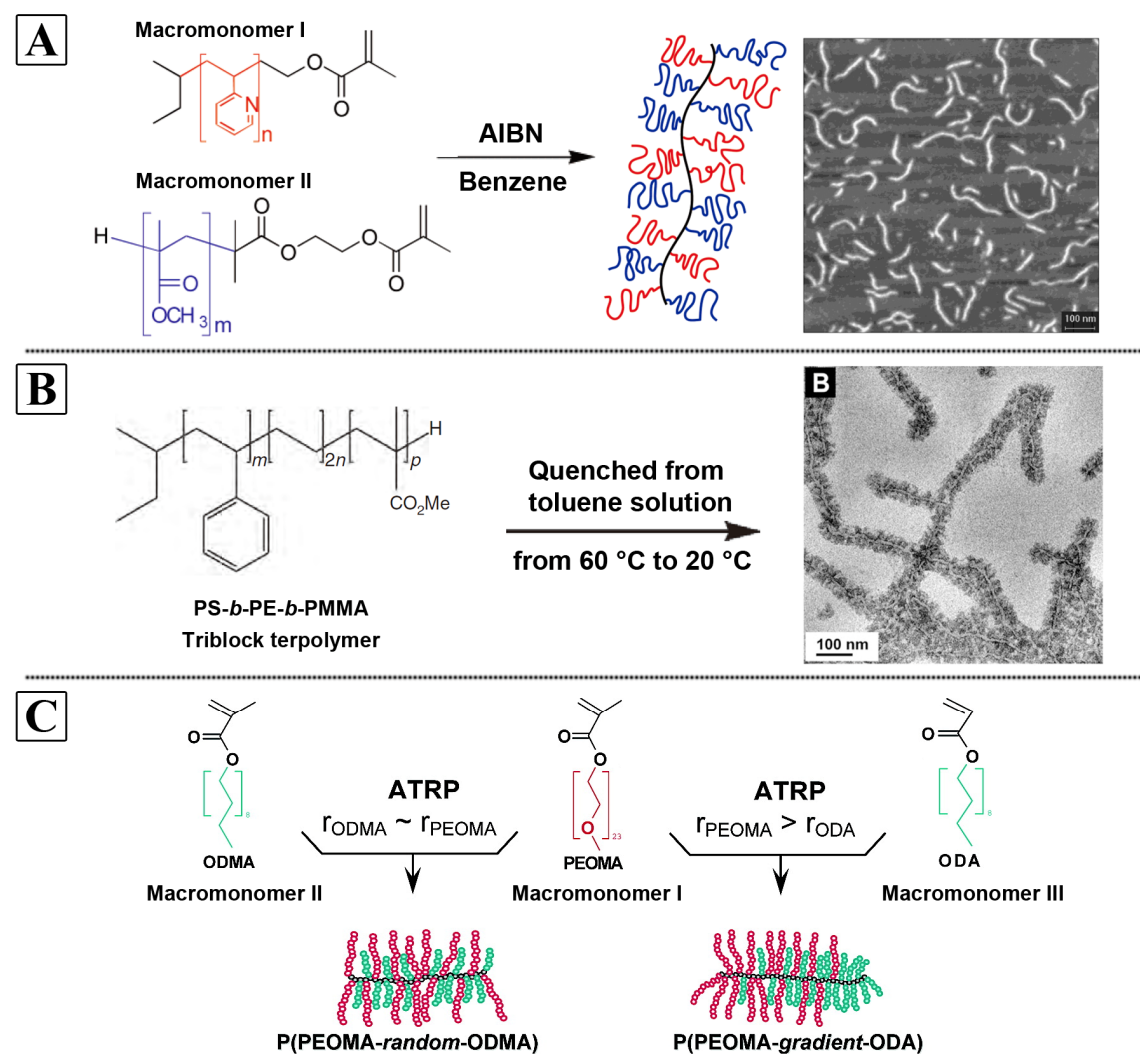 A
Macromonomer I
O
O
N
n
AIBN
Benzene
Macromonomer II
H
O
O
O
O
O
OCH3
m
100 nm
B
m
2n
p
H
CO2Me
PS-b-PE-b-PMMA
Triblock terpolymer
Quenched from
toluene solution
from 60 °C to 20 °C
B
100 nm
C
O
O
8
ODMA
Macromonomer II
ATRP
rODMA ~ rPEOMA
O
O
O
23
PEOMA
Macromonomer I
ATRP
rPEOMA > rODA
O
O
8
ODA
Macromonomer III
P(PEOMA-random-ODMA)
P(PEOMA-gradient-ODA)